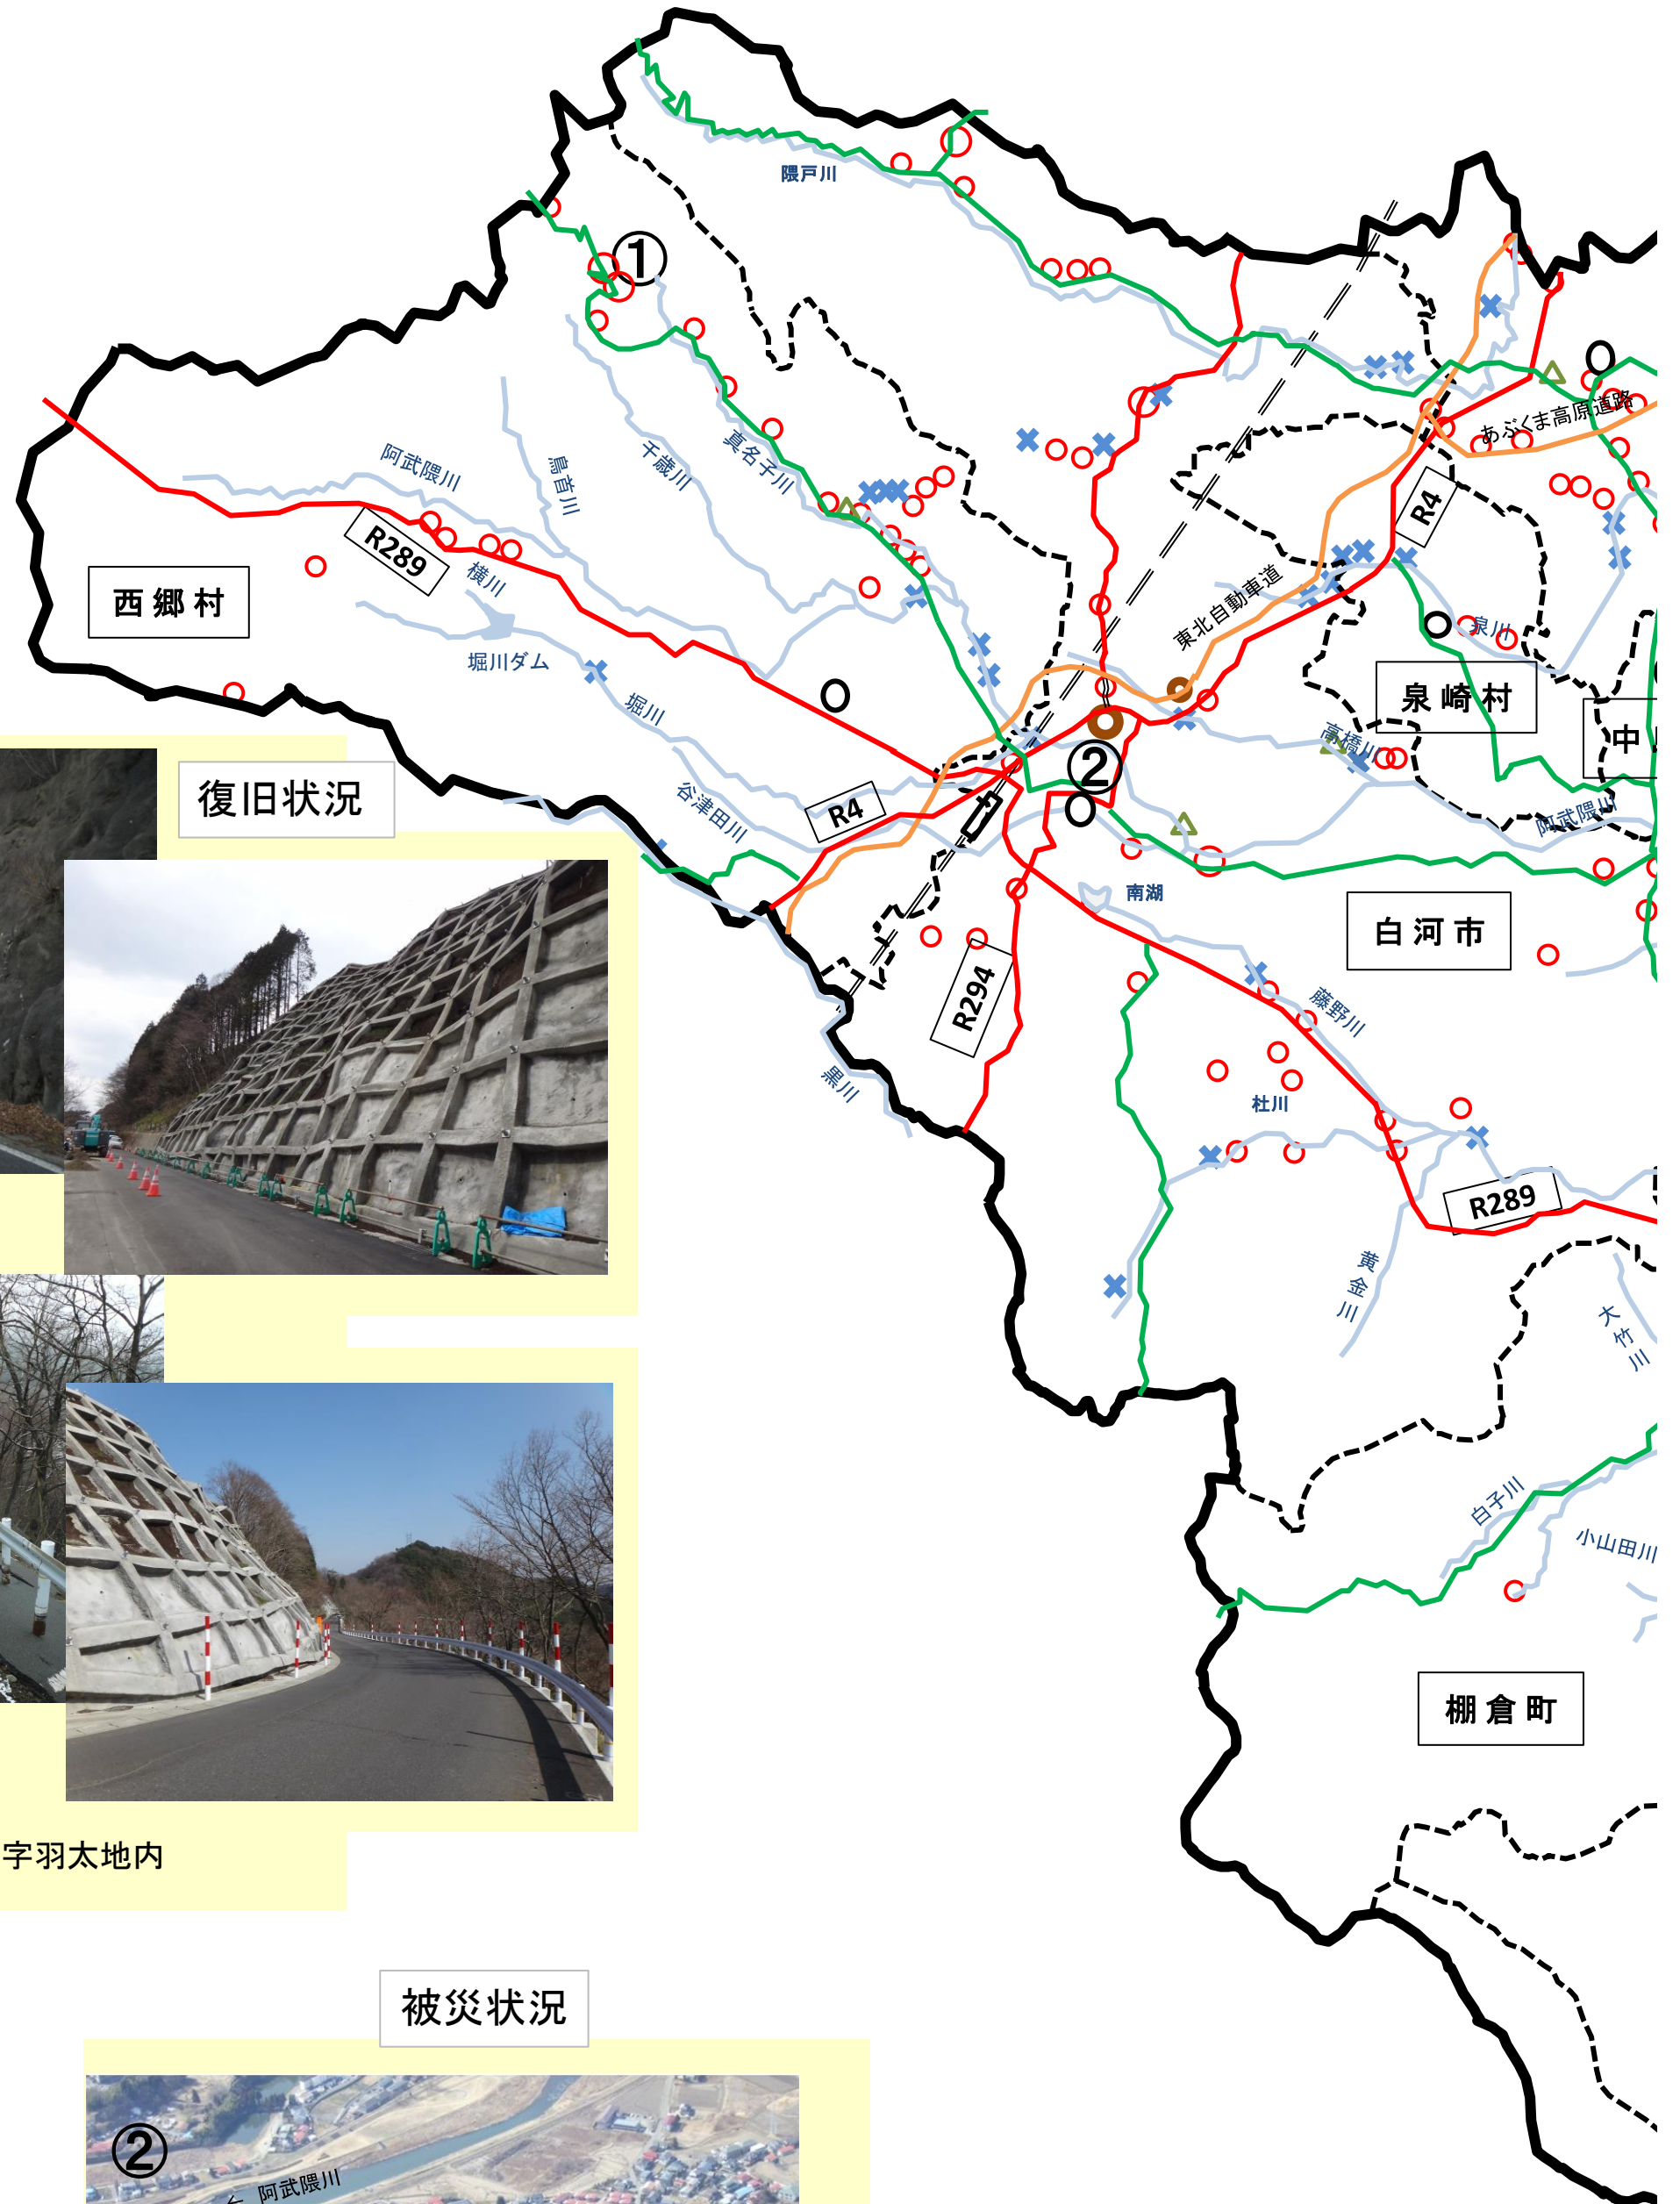 隈戸川
①
あぶくま高原道路
阿武隈川
鳥首川
千歳川
真名子川
R4
R289
横川
西郷村
堀川ダム
東北自動車道
泉川
泉崎村
堀川
高橋川
中
②
復旧状況
谷津田川
R4
阿武隈川
南湖
白河市
R294
藤野川
黒川
杜川
R289
黄金川
大竹川
白子川
小山田川
棚倉町
字羽太地内
被災状況
②
阿武隈川